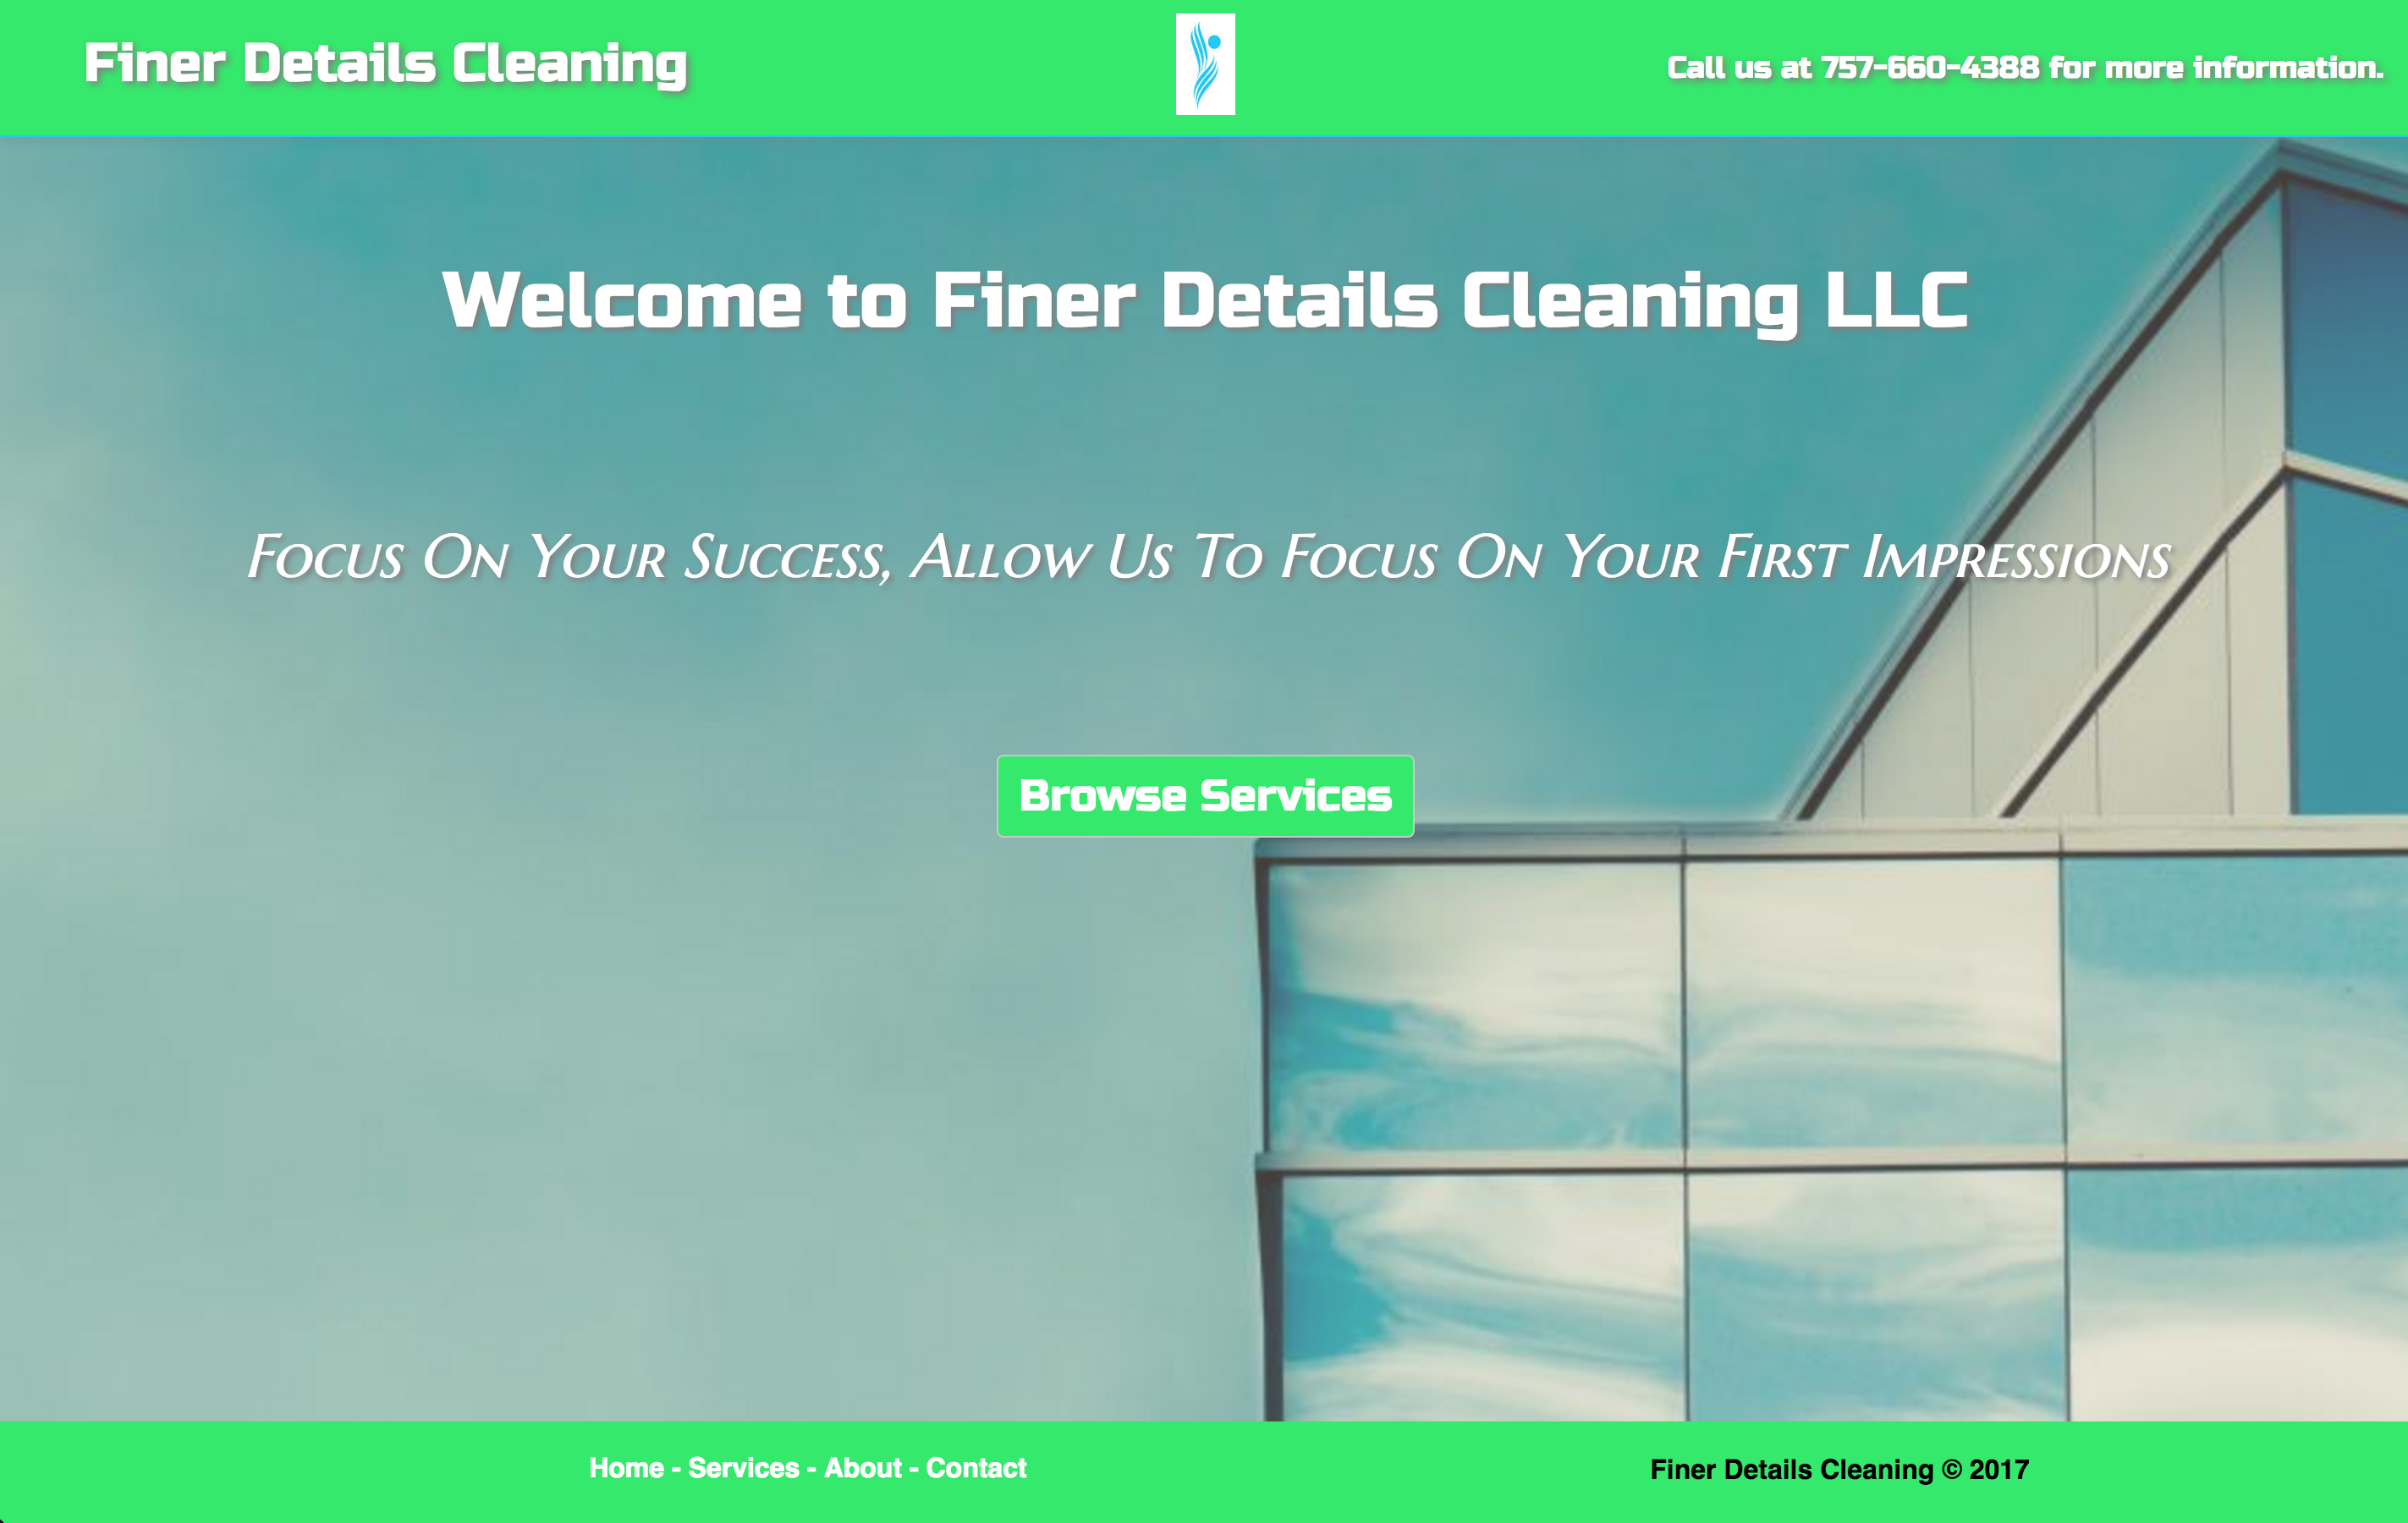 Finer Details Cleaning
Call us at 757-660-4388 for more information.
Welcome to Finer Details Cleaning LLC
Focus On Your Success, Allow Us To Focus On Your First Impressions
Browse Services
Home - Services - About - Contact
Finer Details Cleaning © 2017